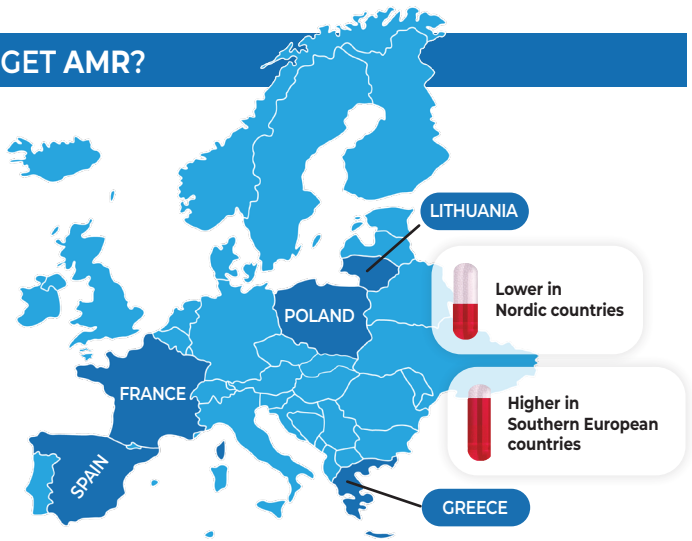 GET AMR?
LITHUANIA
Lower in
Nordic countries
POLAND
FRANCE
Higher in
Southern European
countries
SPAIN
GREECE